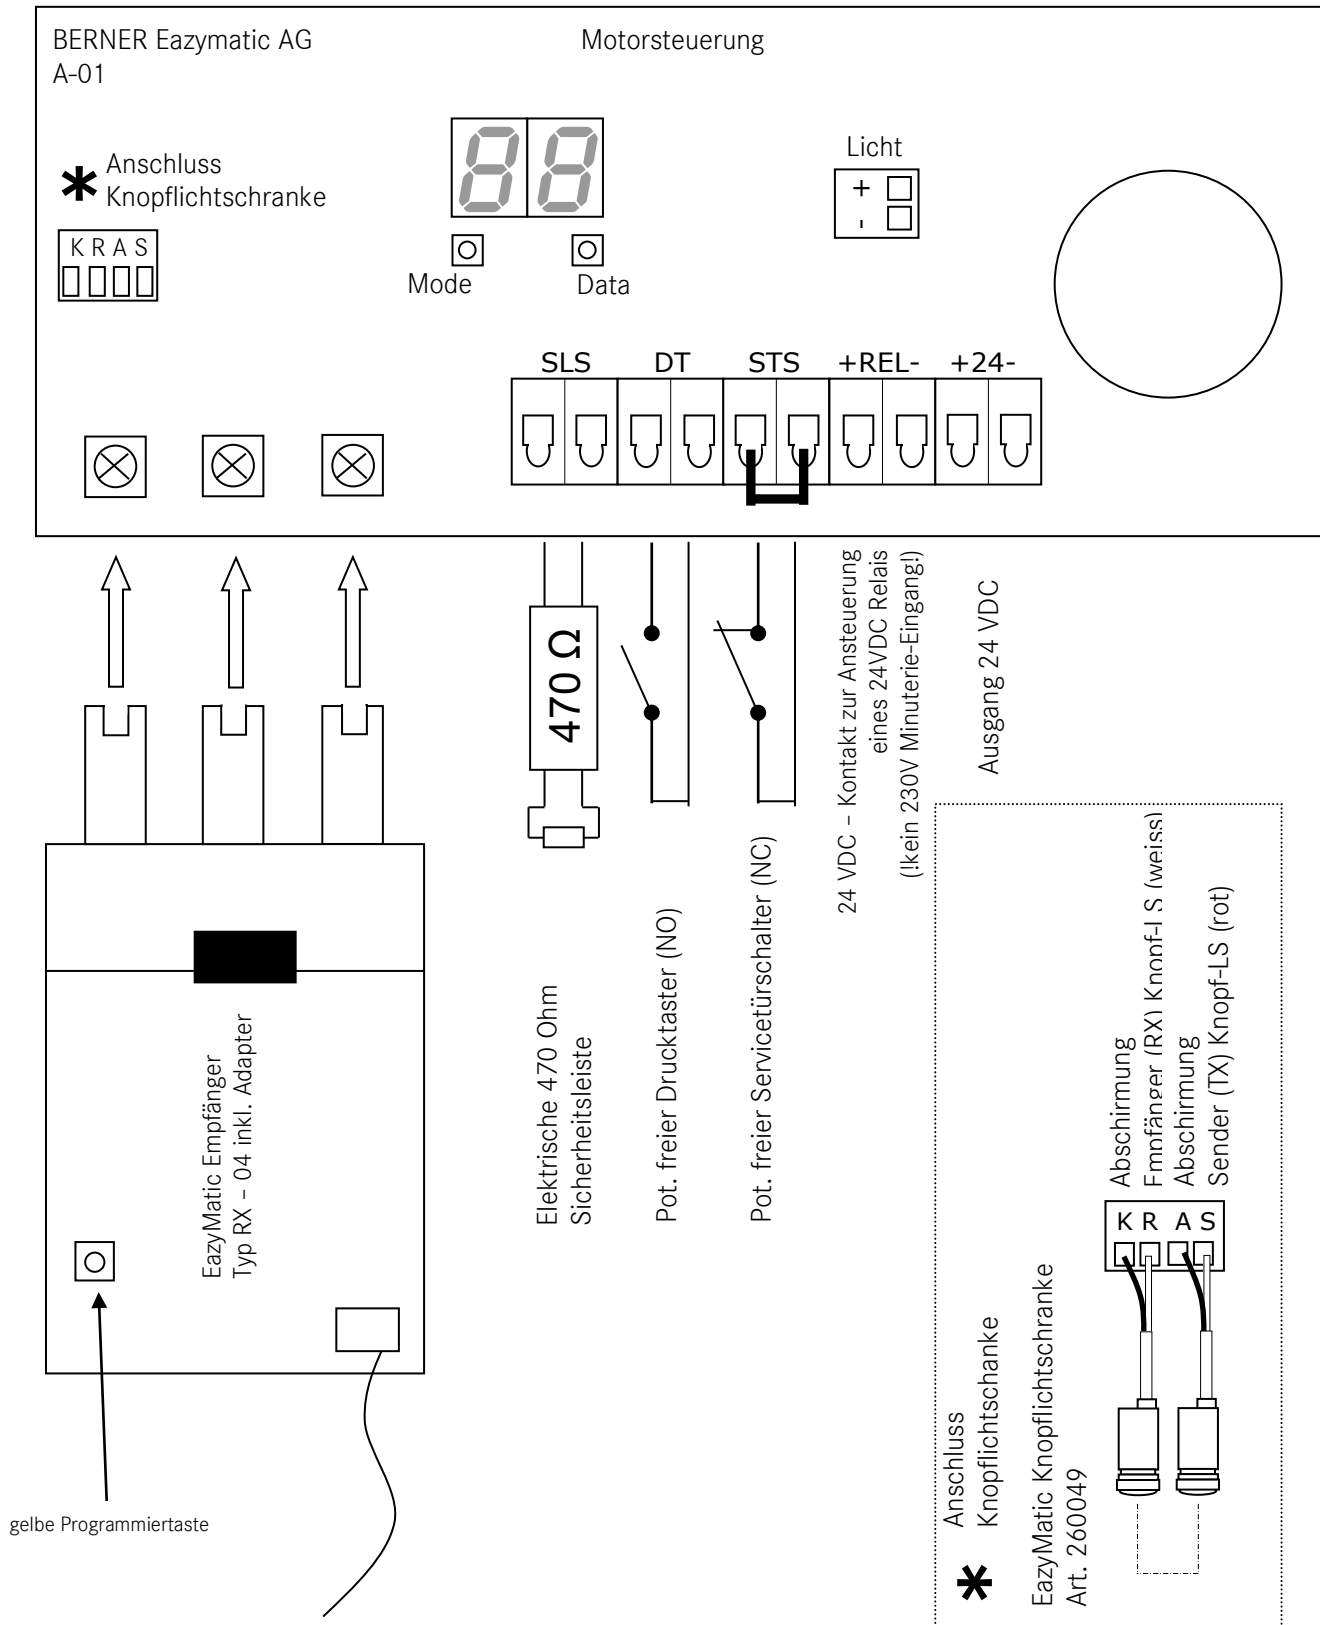 BERNER Eazymatic AG
A-01
Motorsteuerung
Anschluss
Knopflichtschranke
K R A S
88
Mode
Data
Licht
+
-
SLS DT STS +REL- +24-
470 Ω
Elektrische 470 Ohm
Sicherheitsleiste
Pot. freier Drucktaster (NO)
Pot. freier Servicetürschalter (NC)
24 VDC – Kontakt zur Ansteuerung
eines 24VDC Relais
(!kein 230V Minuterie-Eingang!)
Ausgang 24 VDC
EazyMatic Empfänger
Typ RX – 04 inkl. Adapter
gelbe Programmiertaste
Abschirmung
Empfänger (RX) Knopf-LS (weiss)
Abschirmung
Sender (TX) Knopf-LS (rot)
K R A S
Anschluss
Knopflichtschanke
EazyMatic Knopflichtschranke
Art. 260049